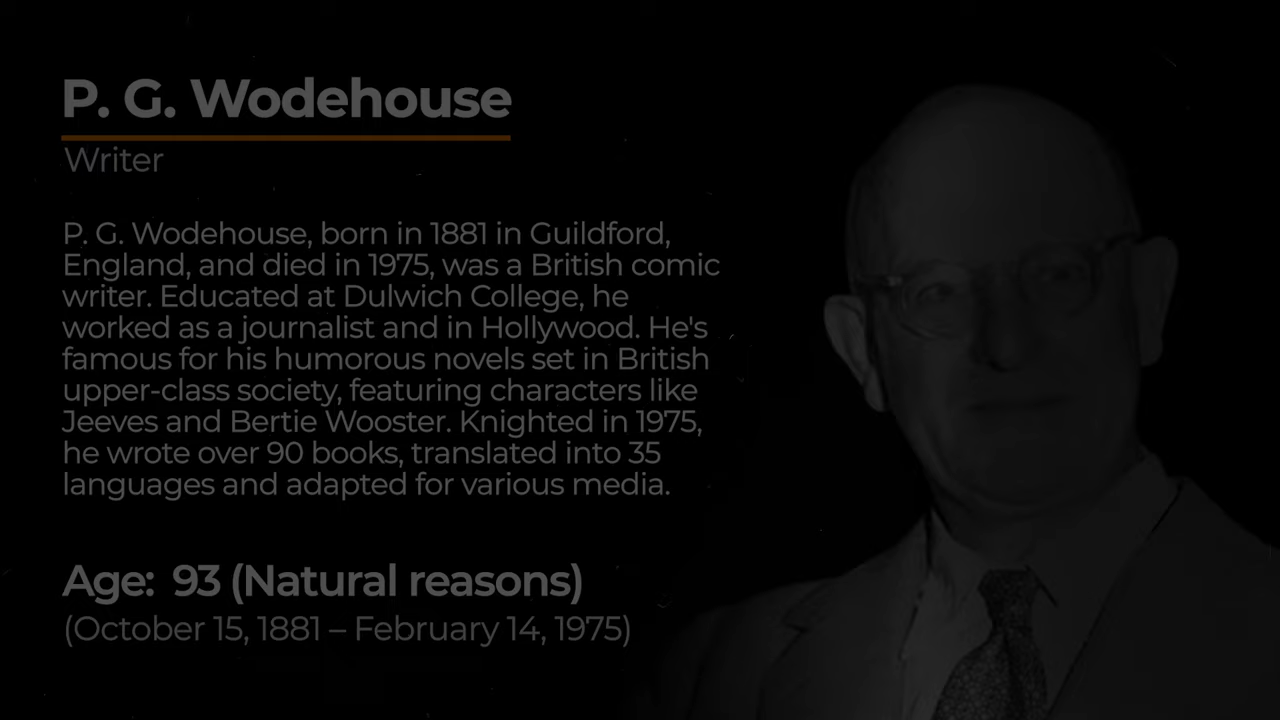 P. G. Wodehouse
Writer
P. G. Wodehouse, born in 1881 in Guildford,
England, and died in 1975, was a British comic
writer. Educated at Dulwich College, he
worked as a journalist and in Hollywood. He's
famous for his humorous novels set in British
upper-class society, featuring characters like
Jeeves and Bertie Wooster. Knighted in 1975,
he wrote over 90 books, translated into 35
languages and adapted for various media.
Age: 93 (Natural reasons)
(October 15, 1881 – February 14, 1975)